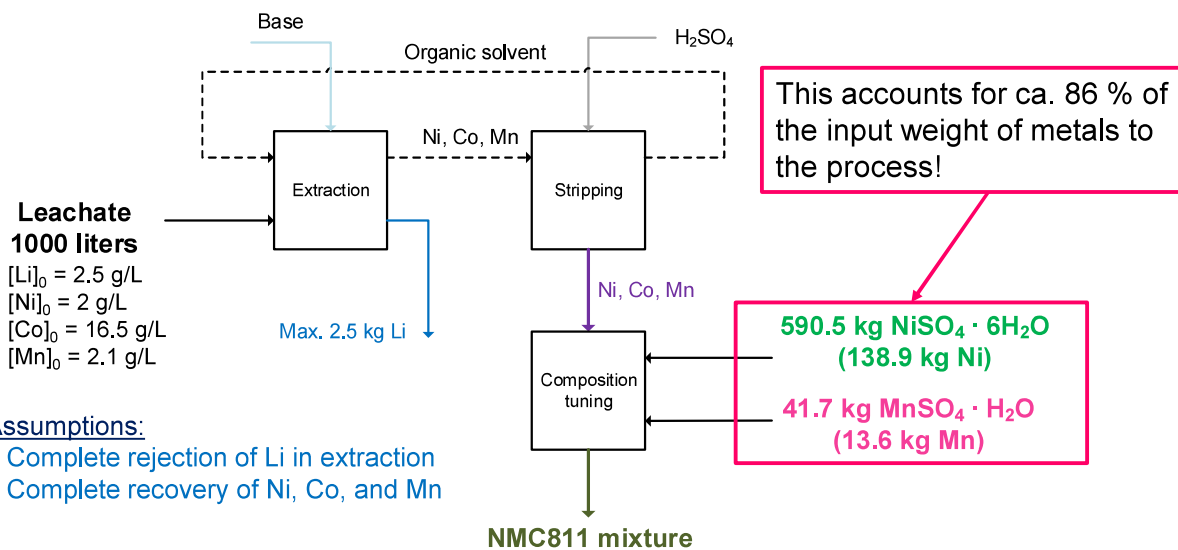 Base
Organic solvent
H₂SO₄
This accounts for ca. 86 % of
the input weight of metals to
the process!
Ni, Co, Mn
Extraction
Stripping
Leachate
1000 liters
[Li]₀ = 2.5 g/L
[Ni]₀ = 2 g/L
[Co]₀ = 16.5 g/L
[Mn]₀ = 2.1 g/L
Max. 2.5 kg Li
Ni, Co, Mn
590.5 kg NiSO₄ · 6H₂O
(138.9 kg Ni)
Composition
tuning
41.7 kg MnSO₄ · H₂O
(13.6 kg Mn)
Assumptions:
Complete rejection of Li in extraction
Complete recovery of Ni, Co, and Mn
NMC811 mixture